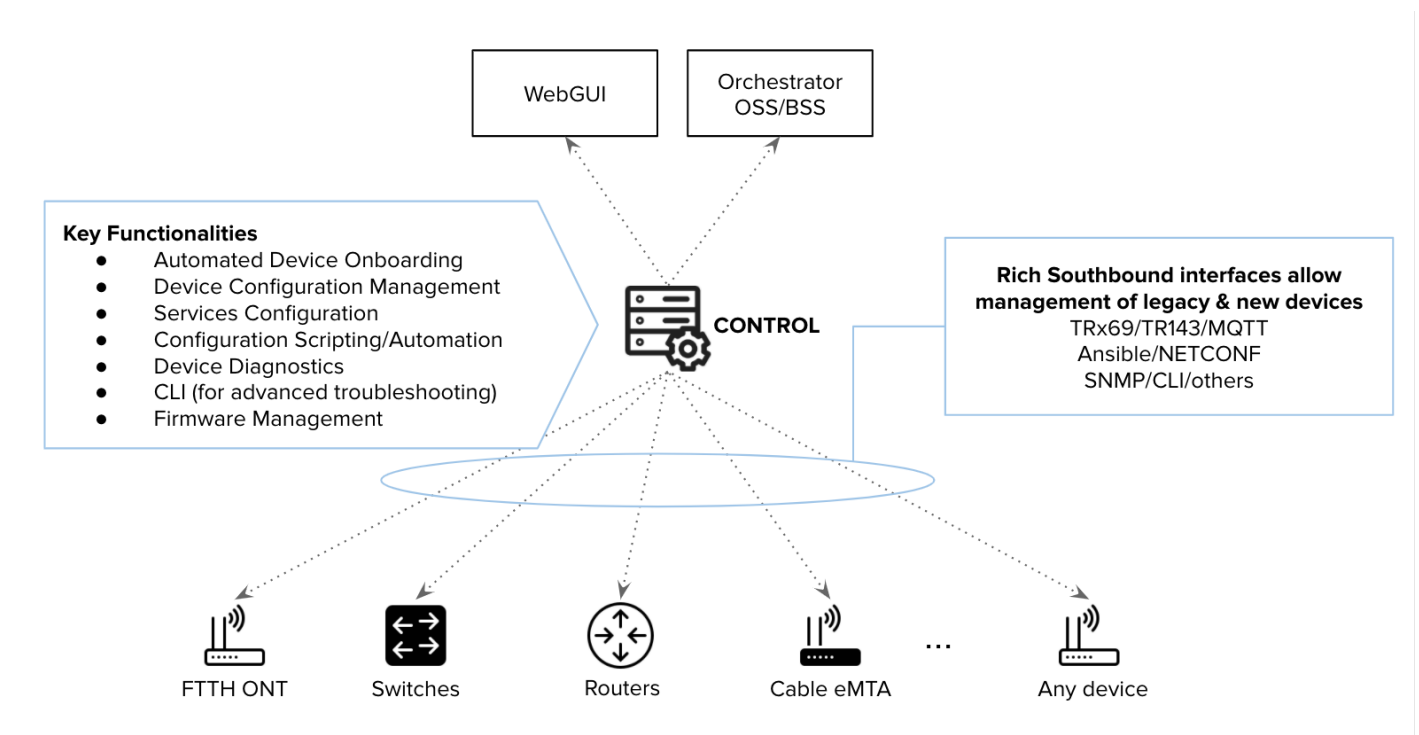 WebGUI
Orchestrator
OSS/BSS
Key Functionalities
● Automated Device Onboarding
● Device Configuration Management
● Services Configuration
● Configuration Scripting/Automation
● Device Diagnostics
● CLI (for advanced troubleshooting)
● Firmware Management
CONTROL
Rich Southbound interfaces allow
management of legacy & new devices
TRx69/TR143/MQTT
Ansible/NETCONF
SNMP/CLI/others
FTTH ONT
Switches
Routers
Cable eMTA
...
Any device